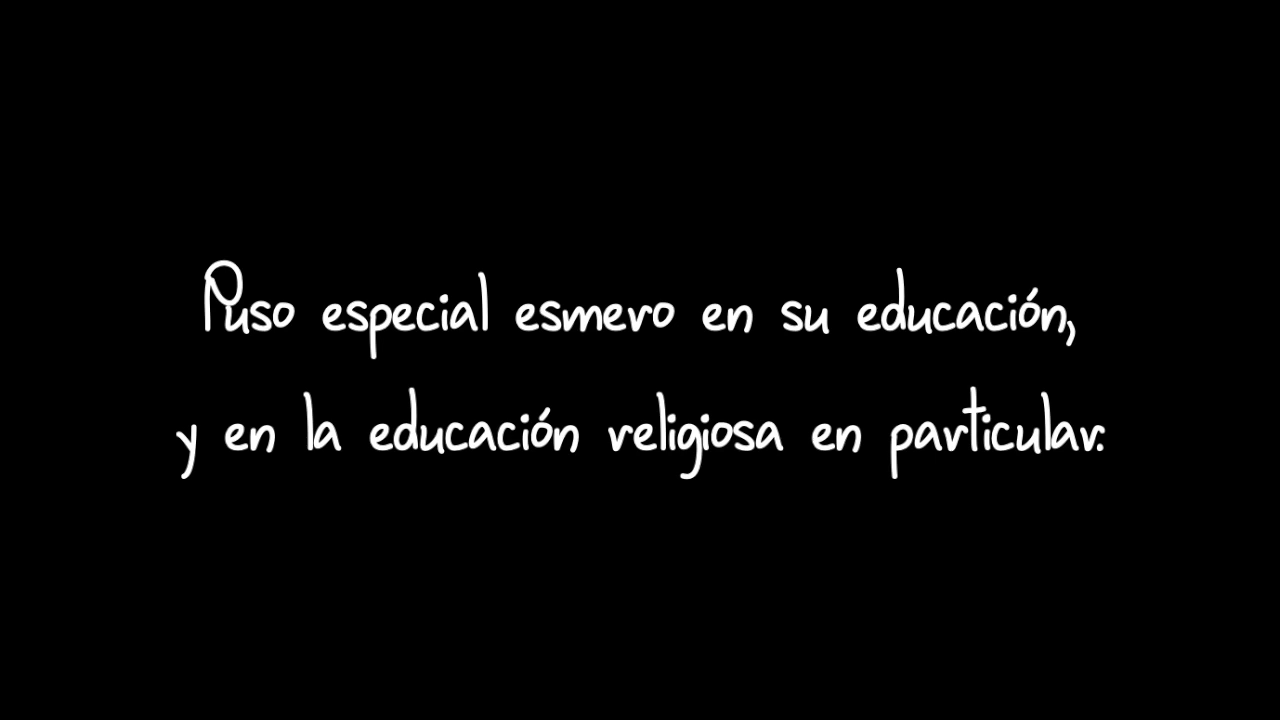 Puso especial esmero en su educación,
y en la educación religiosa en particular.